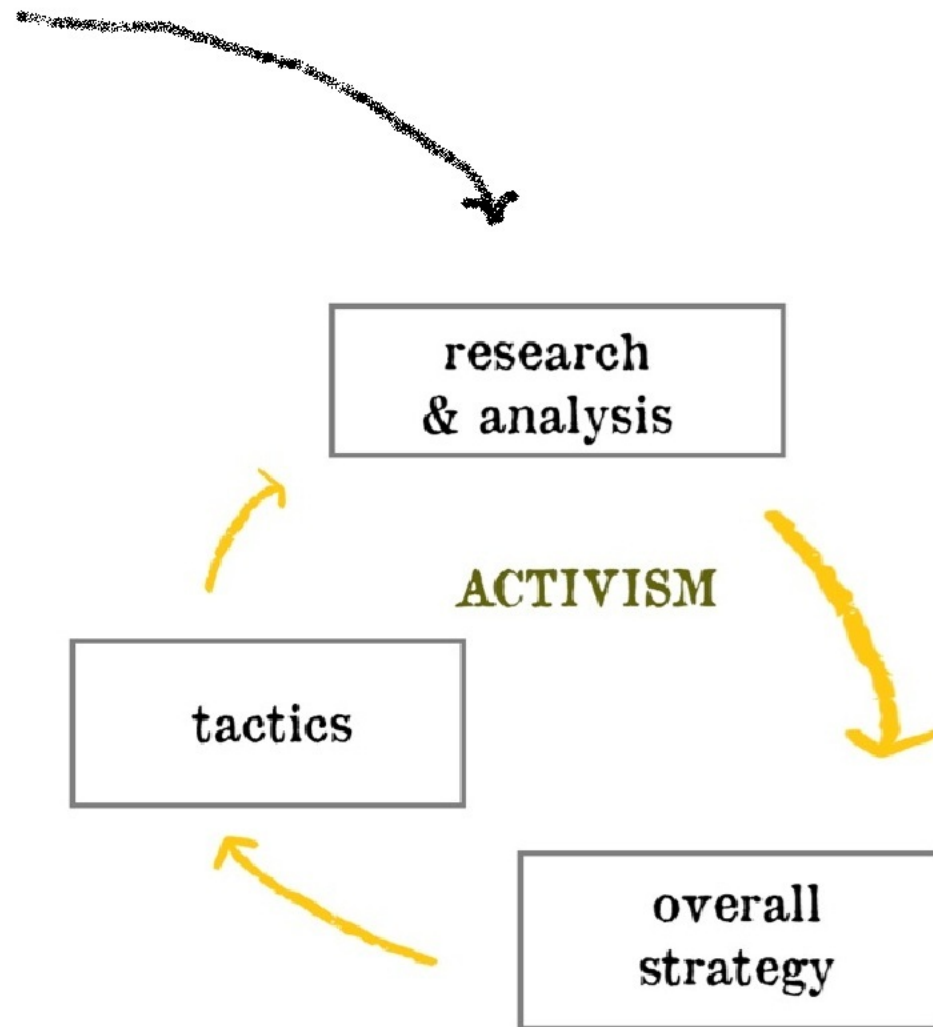 research
& analysis
ACTIVISM
tactics
overall
strategy